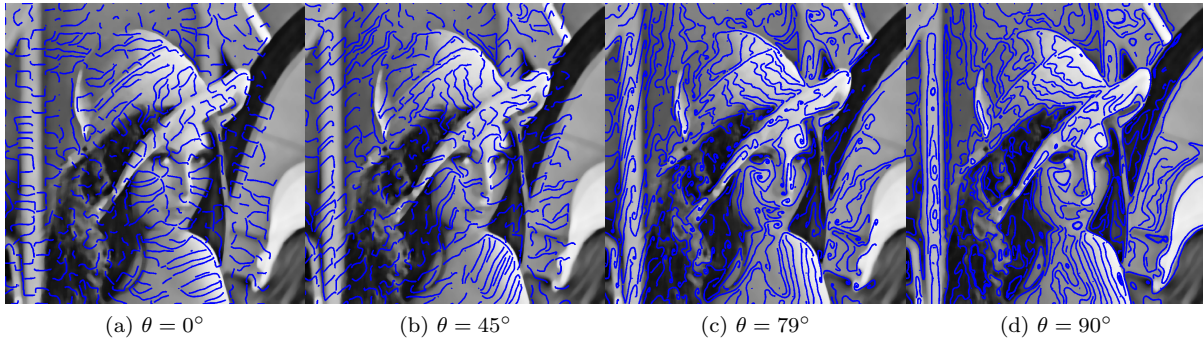 (a) θ = 0°
(b) θ = 45°
(c) θ = 79°
(d) θ = 90°